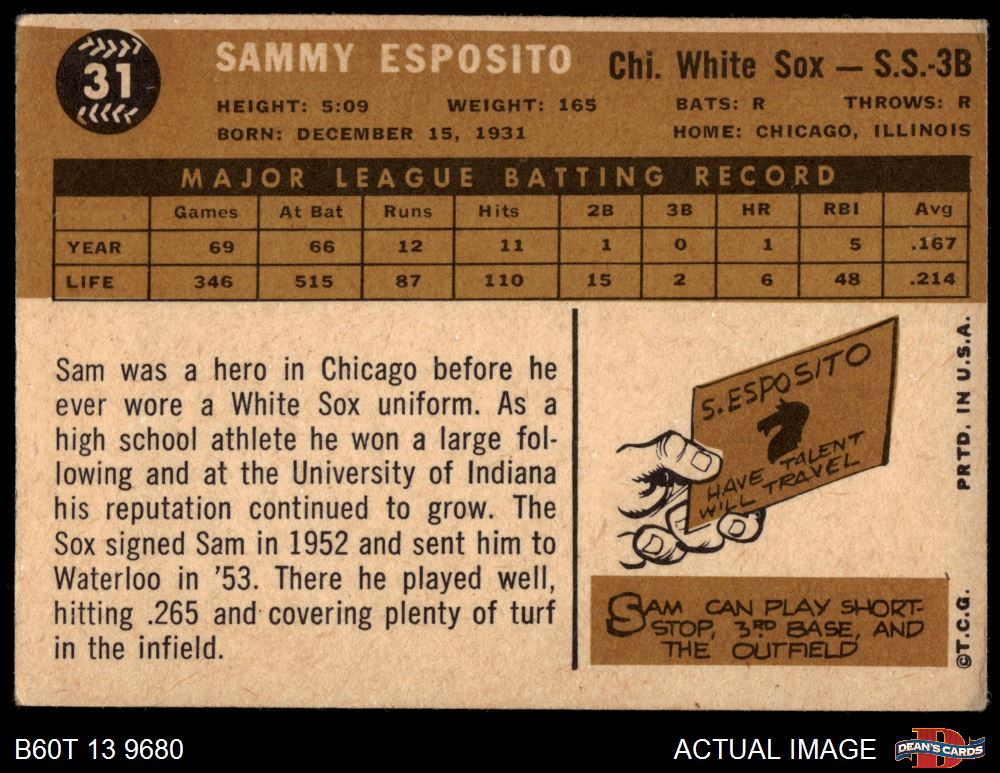 31
SAMMY ESPOSITO
Chi. White Sox — S.S.-3B
HEIGHT: 5:09 WEIGHT: 165 BATS: R THROWS: R
BORN: DECEMBER 15, 1931 HOME: CHICAGO, ILLINOIS
MAJOR LEAGUE BATTING RECORD
Games At Bat Runs Hits 2B 3B HR RBI Avg
YEAR 69 66 12 11 1 0 1 5 .167
LIFE 346 515 87 110 15 2 6 48 .214
Sam was a hero in Chicago before he
ever wore a White Sox uniform. As a
high school athlete he won a large fol-
lowing and at the University of Indiana
his reputation continued to grow. The
Sox signed Sam in 1952 and sent him to
Waterloo in '53. There he played well,
hitting .265 and covering plenty of turf
in the infield.
S. ESPOSITO
HAVE TALENT
WILL TRAVEL
SAM CAN PLAY SHORT-
STOP, 3RD BASE, AND
THE OUTFIELD
PRTD. IN U.S.A.
©T.C.G.
B60T 13 9680
ACTUAL IMAGE
D
DEAN'S CARDS